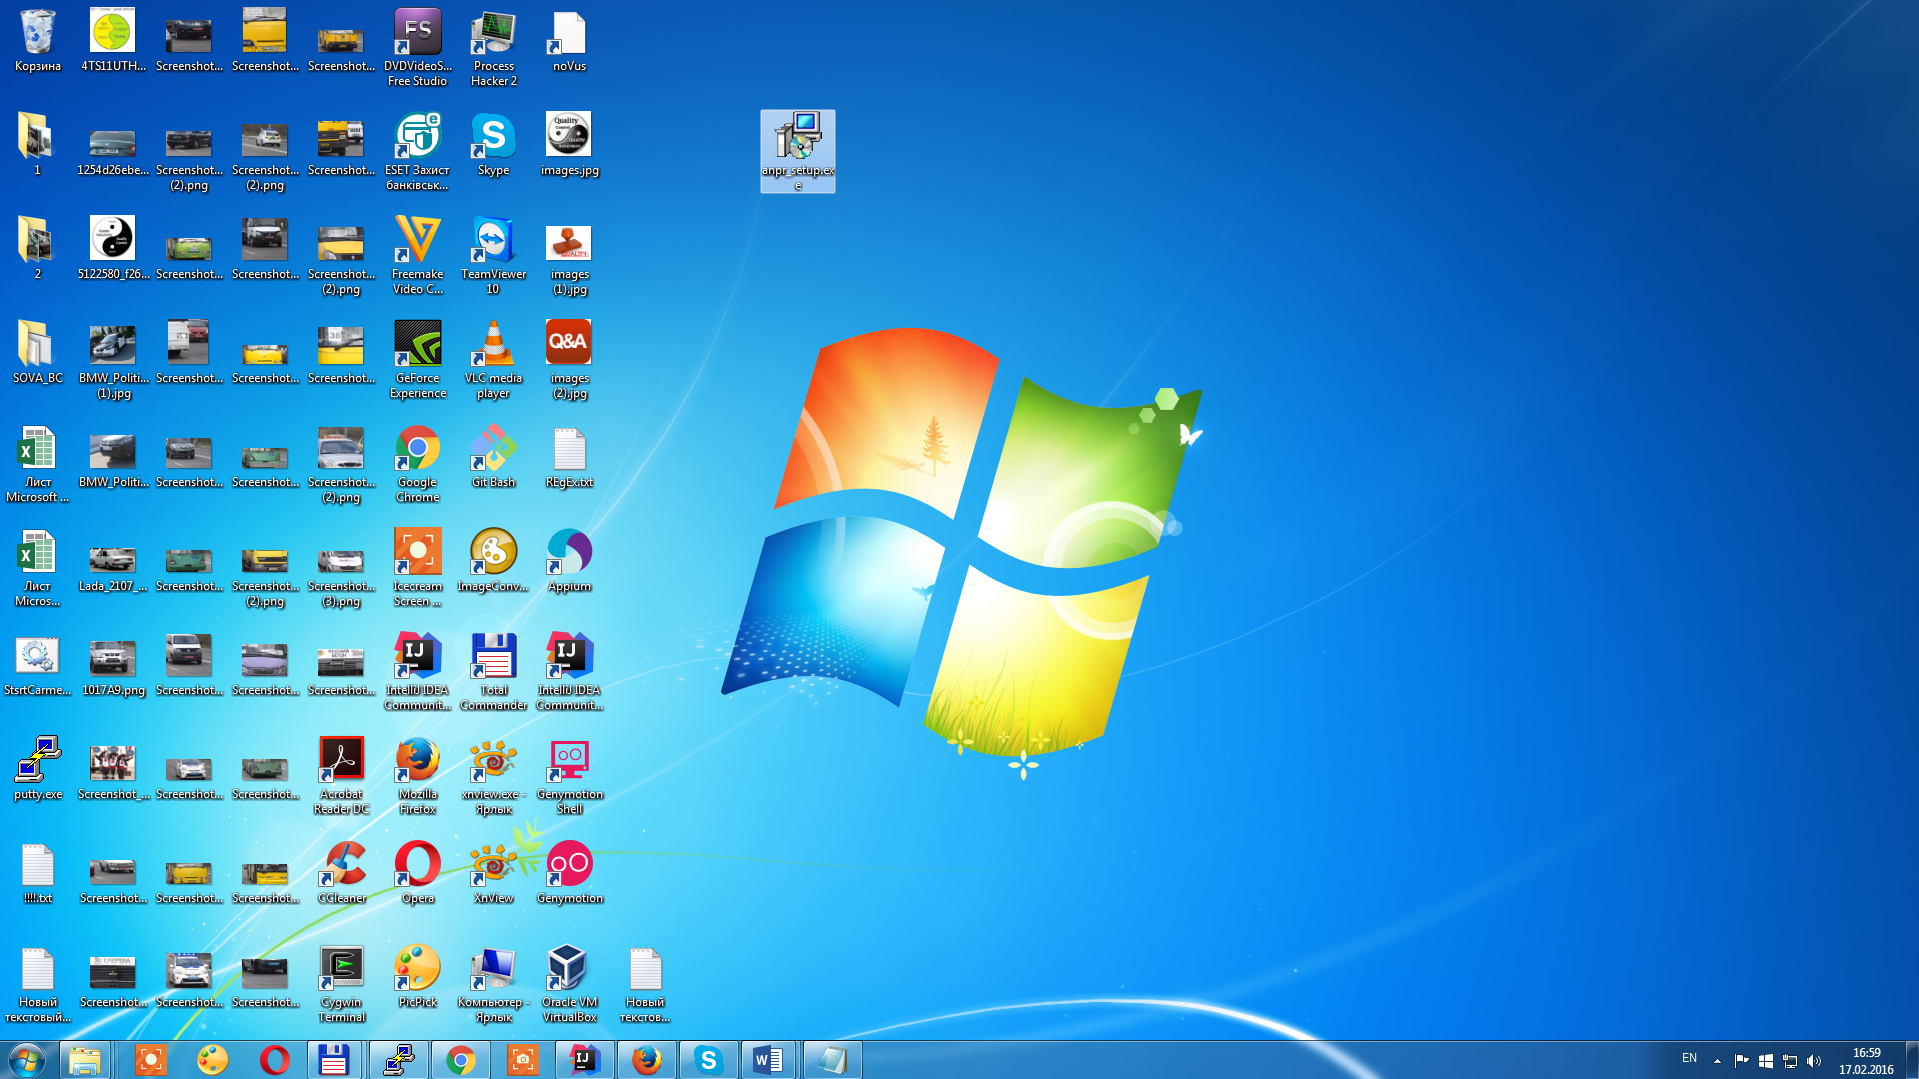 Корзина
4TS11UTH...
Screenshot...
Screenshot...
Screenshot...
DVDVideoS...
Free Studio
Process
Hacker 2
noVus
1
1254d26ebe...
Screenshot...
(2).png
Screenshot...
(2).png
Screenshot...
ESET Захист
банківськ...
Skype
images.jpg
anpr_setup.ex
e
2
5122580_f26...
Screenshot...
Screenshot...
Screenshot...
(2).png
Freemake
Video C...
TeamViewer
10
images
(1).jpg
SOVA_BC
BMW_Politi...
(1).jpg
Screenshot...
Screenshot...
Screenshot...
GeForce
Experience
VLC media
player
Q&A
images
(2).jpg
Лист
Microsoft ...
BMW_Politi...
Screenshot...
Screenshot...
Screenshot...
(2).png
Google
Chrome
Git Bash
REgEx.txt
Лист
Micros...
Lada_2107_...
Screenshot...
Screenshot...
(2).png
Screenshot...
(3).png
Icecream
Screen ...
ImageConv...
Appium
StsrtCarme...
1017A9.png
Screenshot...
Screenshot...
Screenshot...
IntelliJ IDEA
Communit...
Total
Commander
IntelliJ IDEA
Communit...
putty.exe
Screenshot_...
Screenshot...
Screenshot...
Acrobat
Reader DC
Mozilla
Firefox
xnview.exe -
Ярлык
Genymotion
Shell
!!!!.txt
Screenshot...
Screenshot...
Screenshot...
CCleaner
Opera
XnView
Genymotion
Новый
текстовый...
Screenshot...
Screenshot...
Screenshot...
Cygwin
Terminal
PicPick
Компьютер -
Ярлык
Oracle VM
VirtualBox
Новый
текстов...
EN
16:59
17.02.2016